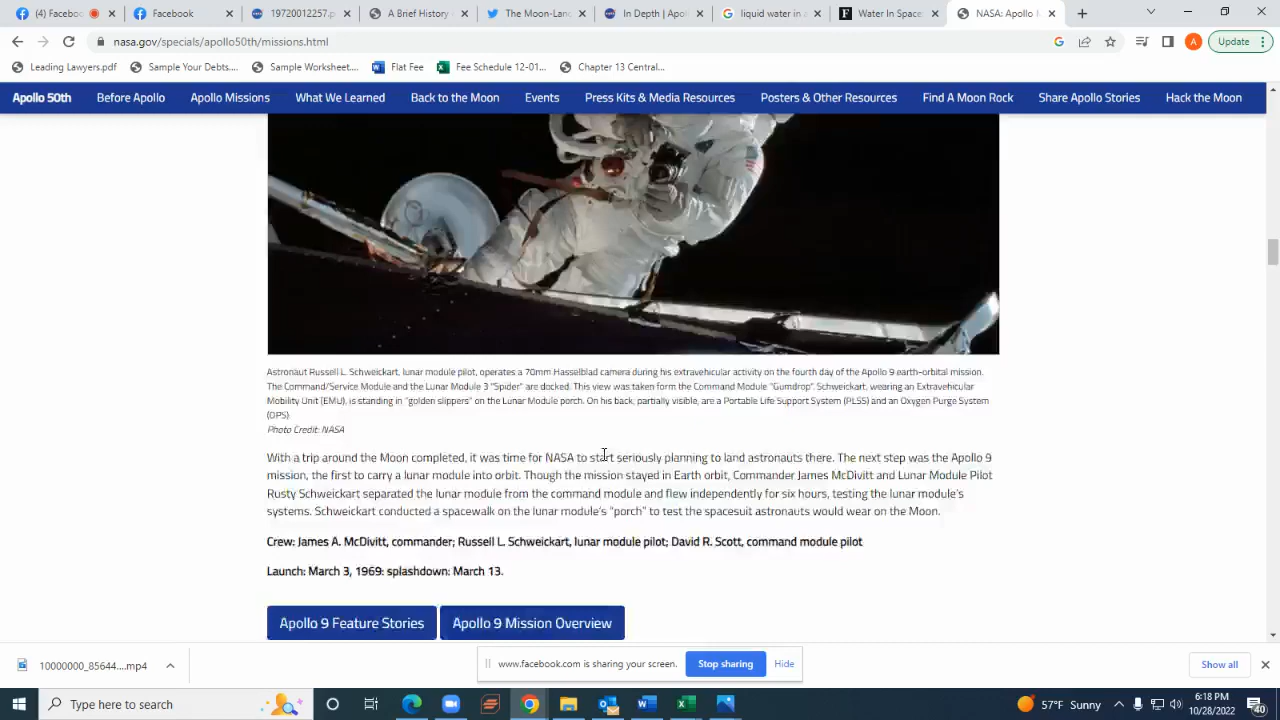 (4) Facebook
Facebook
19720012257.p
A Brief History
The Moon-Lan
In Depth | Apo
liquid water in
Water In Space
NASA: Apollo
nasa.gov/specials/apollo50th/missions.html
A
Update
Leading Lawyers.pdf
Sample Your Debts....
Sample Worksheet....
Flat Fee
Fee Schedule 12-01...
Chapter 13 Central...
Apollo 50th
Before Apollo
Apollo Missions
What We Learned
Back to the Moon
Events
Press Kits & Media Resources
Posters & Other Resources
Find A Moon Rock
Share Apollo Stories
Hack the Moon
Astronaut Russell L. Schweickart, lunar module pilot, operates a 70mm Hasselblad camera during his extravehicular activity on the fourth day of the Apollo 9 earth-orbital mission.
The Command/Service Module and the Lunar Module 3 "Spider" are docked. This view was taken form the Command Module "Gumdrop". Schweickart, wearing an Extravehicular
Mobility Unit (EMU), is standing in "golden slippers" on the Lunar Module porch. On his back, partially visible, are a Portable Life Support System (PLSS) and an Oxygen Purge System
(OPS).
Photo Credit: NASA
With a trip around the Moon completed, it was time for NASA to start seriously planning to land astronauts there. The next step was the Apollo 9
mission, the first to carry a lunar module into orbit. Though the mission stayed in Earth orbit, Commander James McDivitt and Lunar Module Pilot
Rusty Schweickart separated the lunar module from the command module and flew independently for six hours, testing the lunar module's
systems. Schweickart conducted a spacewalk on the lunar module's "porch" to test the spacesuit astronauts would wear on the Moon.
Crew: James A. McDivitt, commander; Russell L. Schweickart, lunar module pilot; David R. Scott, command module pilot
Launch: March 3, 1969: splashdown: March 13.
Apollo 9 Feature Stories
Apollo 9 Mission Overview
10000000_85644....mp4
www.facebook.com is sharing your screen.
Stop sharing
Hide
Show all
Type here to search
57°F Sunny
6:18 PM
10/28/2022
40